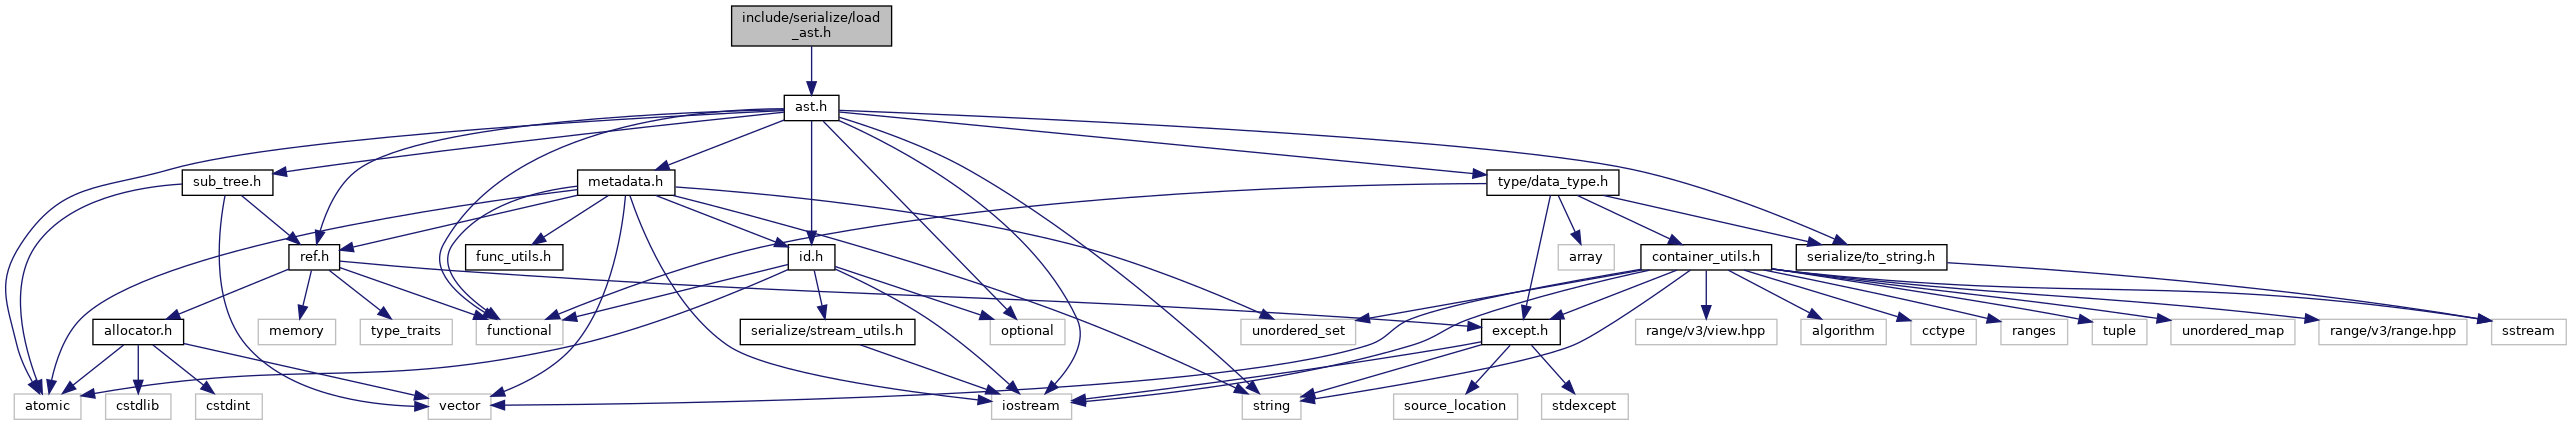 include/serialize/load
_ast.h
ast.h
sub_tree.h
metadata.h
type/data_type.h
ref.h
func_utils.h
id.h
array
container_utils.h
serialize/to_string.h
allocator.h
memory
type_traits
functional
serialize/stream_utils.h
optional
unordered_set
except.h
range/v3/view.hpp
algorithm
cctype
ranges
tuple
unordered_map
range/v3/range.hpp
sstream
atomic
cstdlib
cstdint
vector
iostream
string
source_location
stdexcept